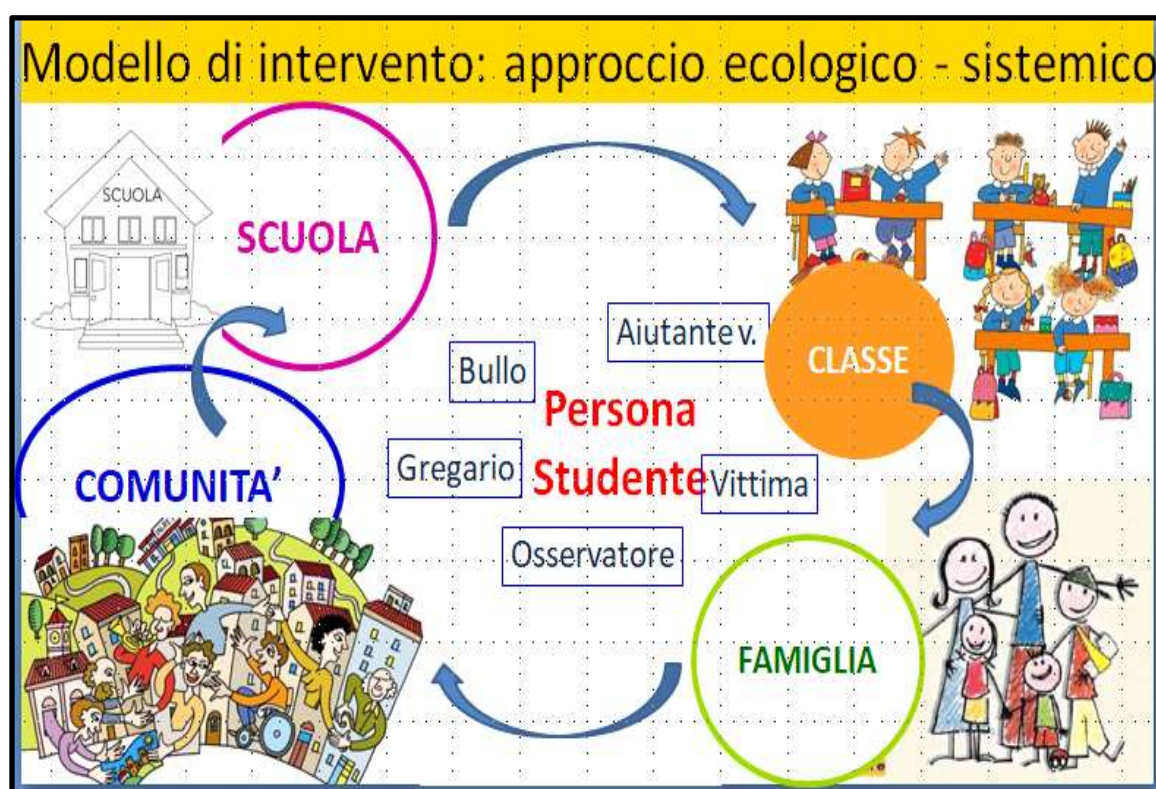 Modello di intervento: approccio ecologico - sistemico
SCUOLA
SCUOLA
Aiutante v.
Bullo
CLASSE
Persona
Studente
Gregario
Vittima
COMUNITA’
Osservatore
FAMIGLIA